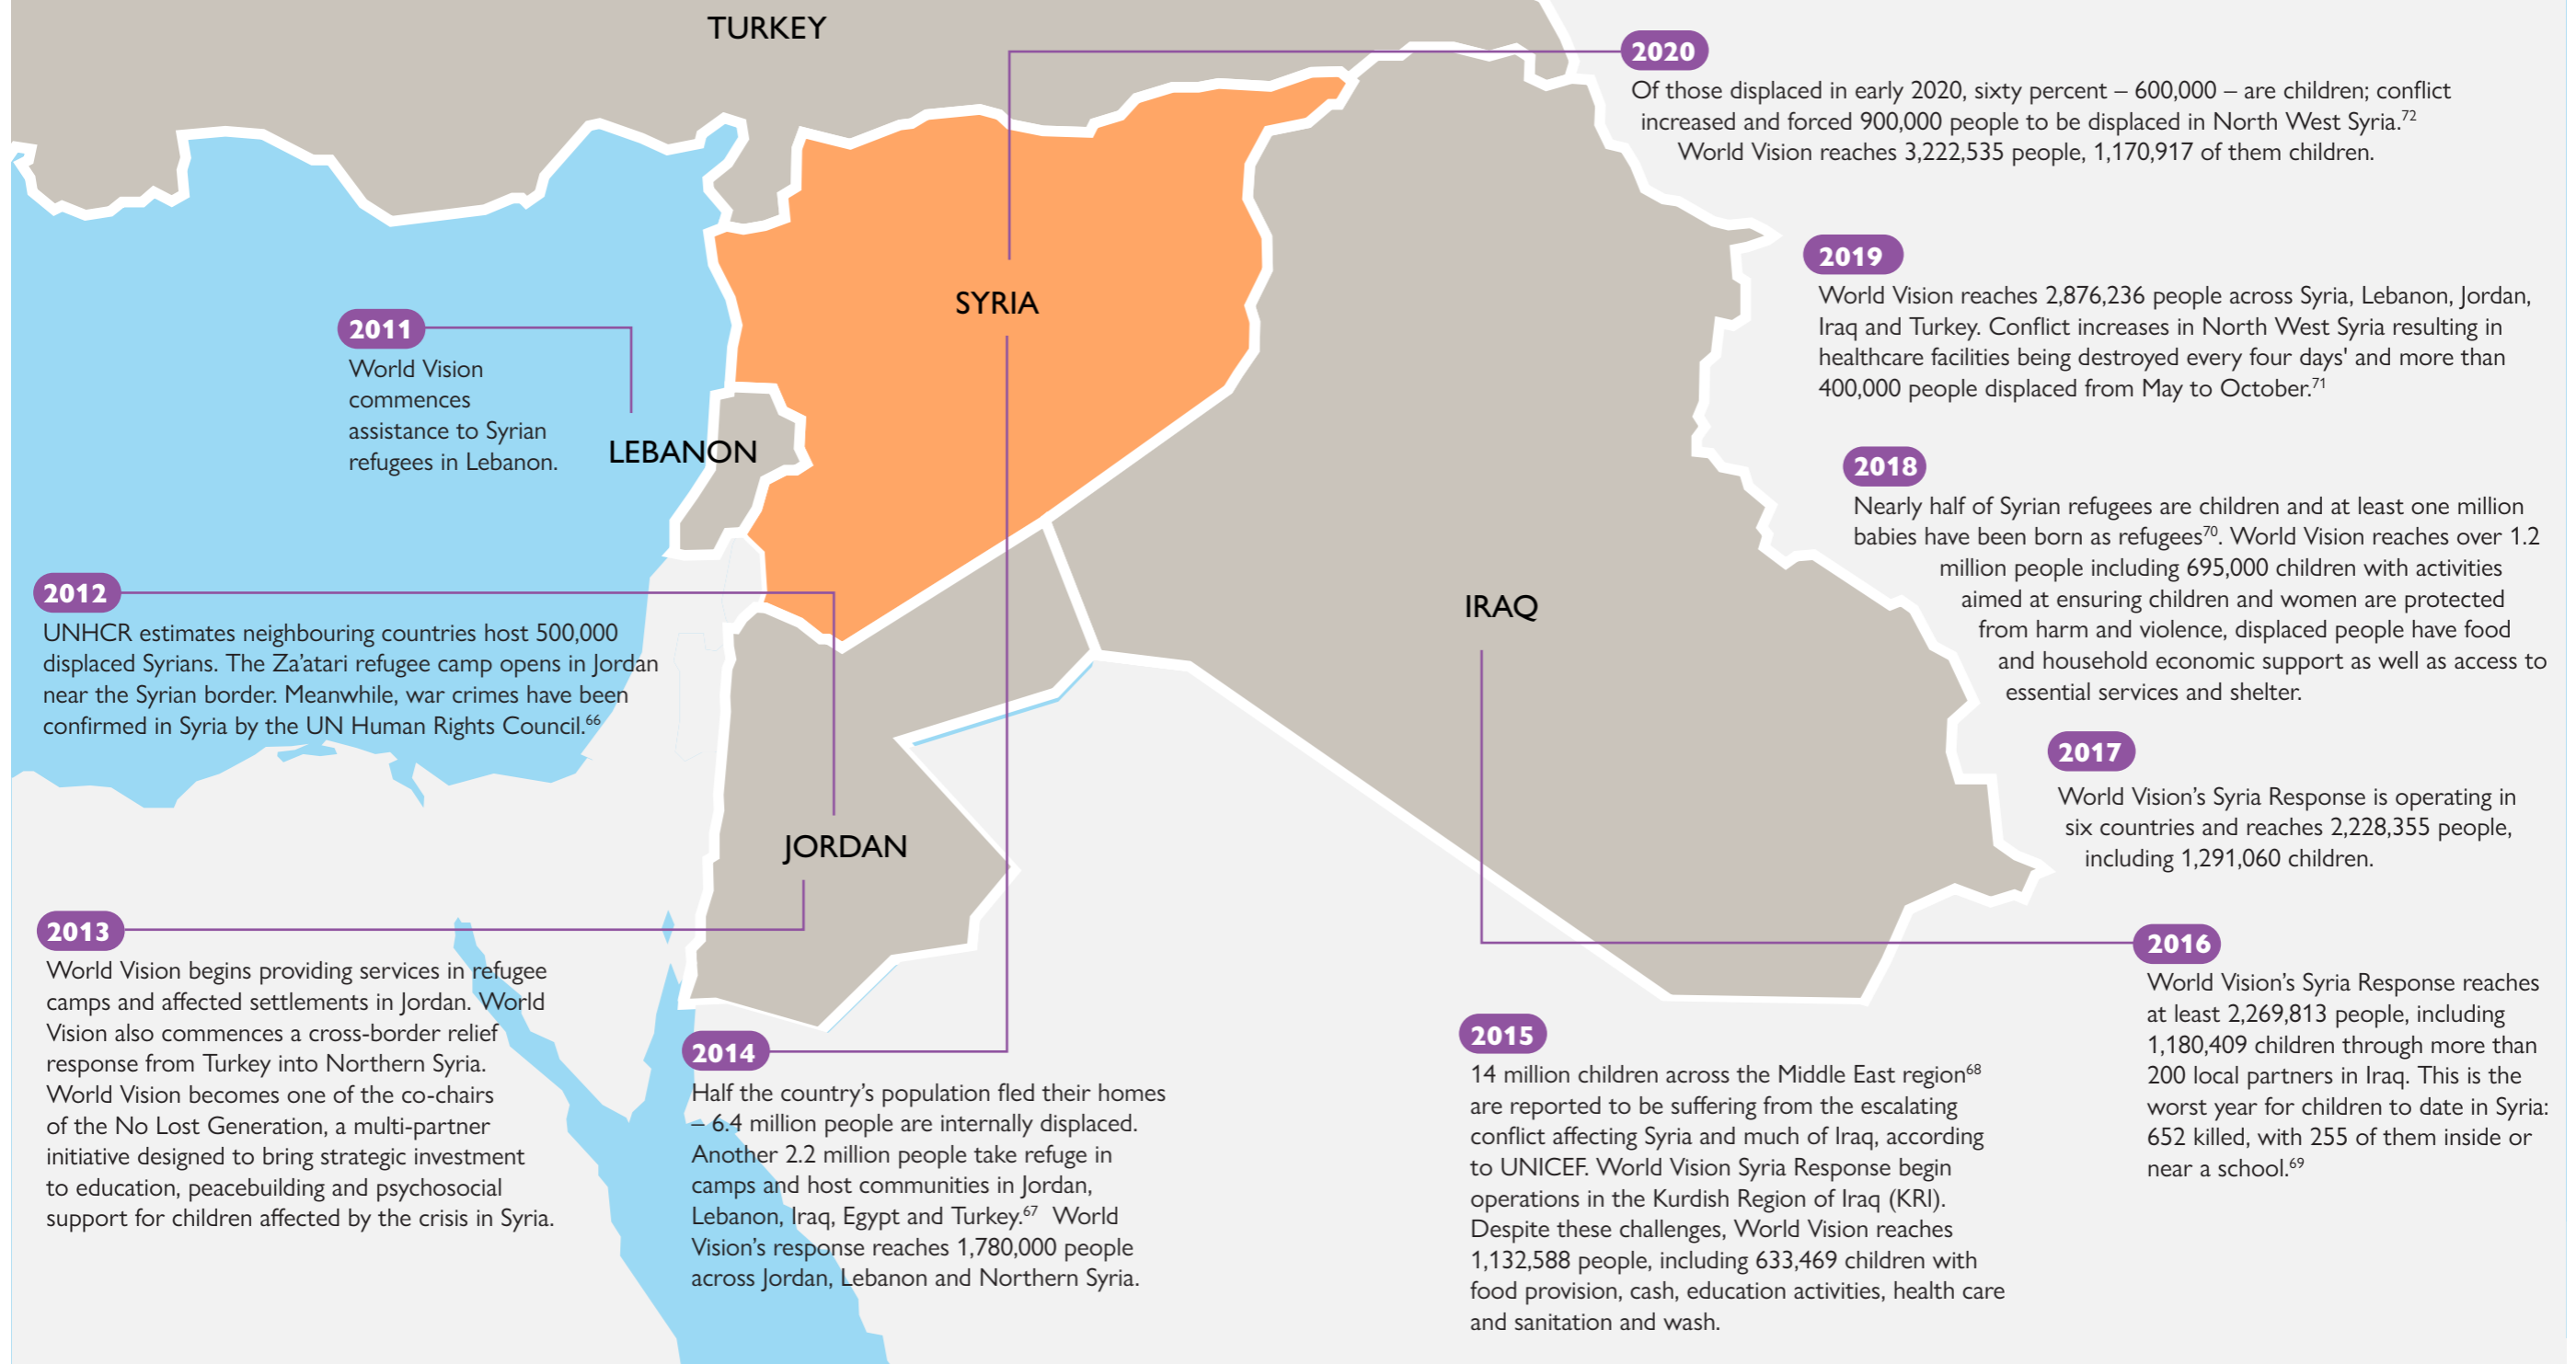 TURKEY
SYRIA
LEBANON
IRAQ
JORDAN
2011
World Vision
commences
assistance to Syrian
refugees in Lebanon.
2012
UNHCR estimates neighbouring countries host 500,000
displaced Syrians. The Za’atari refugee camp opens in Jordan
near the Syrian border. Meanwhile, war crimes have been
confirmed in Syria by the UN Human Rights Council.66
2013
World Vision begins providing services in refugee
camps and affected settlements in Jordan. World
Vision also commences a cross-border relief
response from Turkey into Northern Syria.
World Vision becomes one of the co-chairs
of the No Lost Generation, a multi-partner
initiative designed to bring strategic investment
to education, peacebuilding and psychosocial
support for children affected by the crisis in Syria.
2014
Half the country’s population fled their homes
– 6.4 million people are internally displaced.
Another 2.2 million people take refuge in
camps and host communities in Jordan,
Lebanon, Iraq, Egypt and Turkey.67 World
Vision’s response reaches 1,780,000 people
across Jordan, Lebanon and Northern Syria.
2015
14 million children across the Middle East region68
are reported to be suffering from the escalating
conflict affecting Syria and much of Iraq, according
to UNICEF. World Vision Syria Response begin
operations in the Kurdish Region of Iraq (KRI).
Despite these challenges, World Vision reaches
1,132,588 people, including 633,469 children with
food provision, cash, education activities, health care
and sanitation and wash.
2016
World Vision’s Syria Response reaches
at least 2,269,813 people, including
1,180,409 children through more than
200 local partners in Iraq. This is the
worst year for children to date in Syria:
652 killed, with 255 of them inside or
near a school.69
2017
World Vision’s Syria Response is operating in
six countries and reaches 2,228,355 people,
including 1,291,060 children.
2018
Nearly half of Syrian refugees are children and at least one million
babies have been born as refugees70. World Vision reaches over 1.2
million people including 695,000 children with activities
aimed at ensuring children and women are protected
from harm and violence, displaced people have food
and household economic support as well as access to
essential services and shelter.
2019
World Vision reaches 2,876,236 people across Syria, Lebanon, Jordan,
Iraq and Turkey. Conflict increases in North West Syria resulting in
healthcare facilities being destroyed every four days' and more than
400,000 people displaced from May to October.71
2020
Of those displaced in early 2020, sixty percent – 600,000 – are children; conflict
increased and forced 900,000 people to be displaced in North West Syria.72
World Vision reaches 3,222,535 people, 1,170,917 of them children.